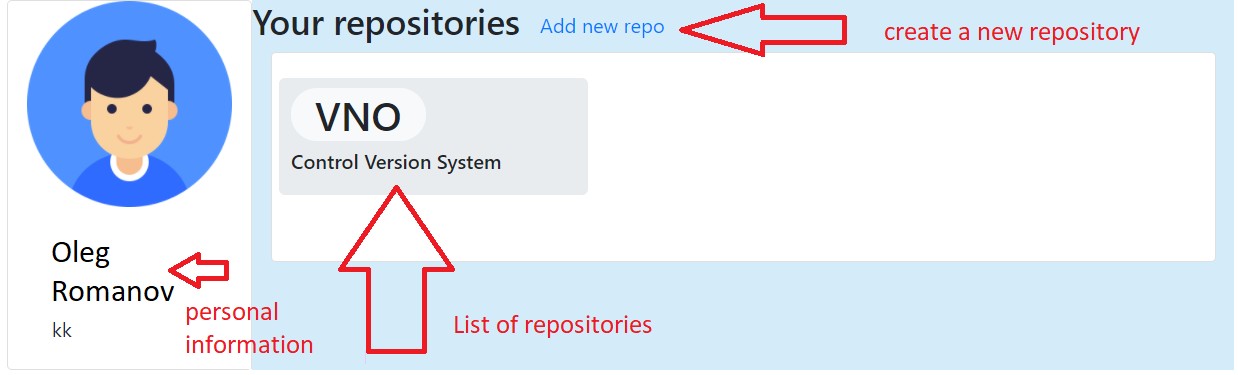 Your repositories Add new repo create a new repository
VNO
Control Version System
Oleg
Romanov
kk
personal
information
List of repositories